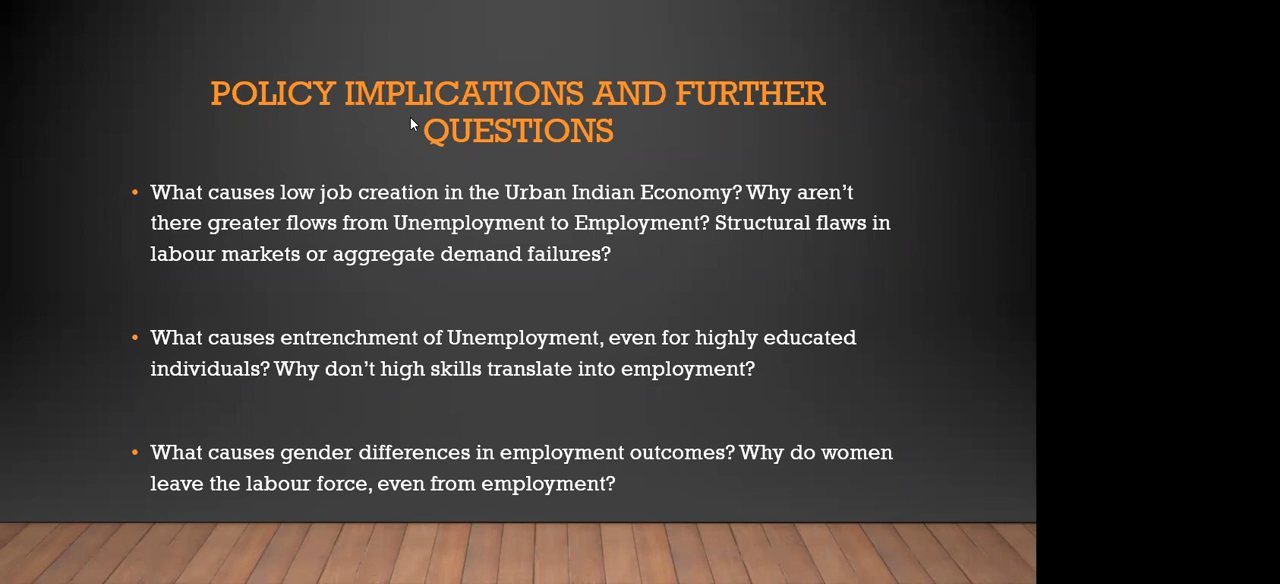 POLICY IMPLICATIONS AND FURTHER
QUESTIONS
• What causes low job creation in the Urban Indian Economy? Why aren’t
there greater flows from Unemployment to Employment? Structural flaws in
labour markets or aggregate demand failures?
• What causes entrenchment of Unemployment, even for highly educated
individuals? Why don’t high skills translate into employment?
• What causes gender differences in employment outcomes? Why do women
leave the labour force, even from employment?